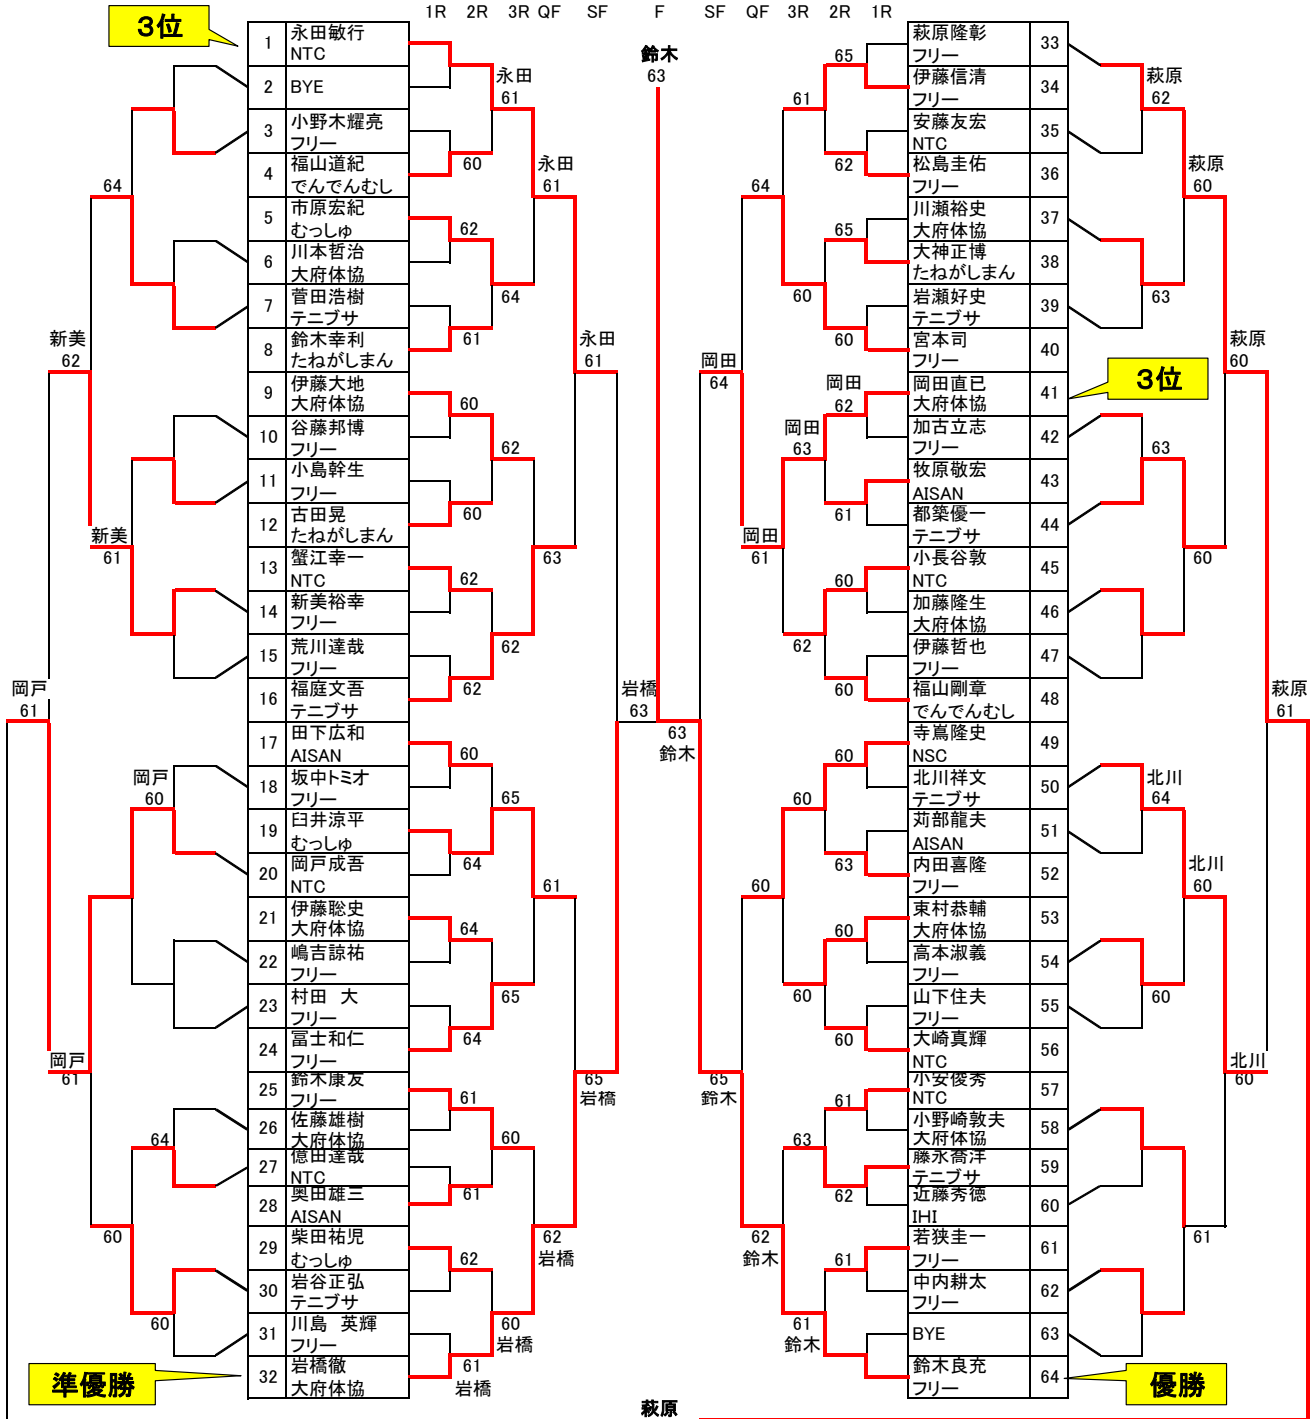 1R 2R 3R QF SF F SF QF 3R 2R 1R
3位
鈴木
63
1 永田敏行
NTC
2 BYE
3 小野木耀亮
フリー
4 福山道紀
でんでんむし
5 市原宏紀
むっしゅ
6 川本哲治
大府体協
7 菅田浩樹
テニブサ
8 鈴木幸利
たねがしまん
9 伊藤大地
大府体協
10 谷藤邦博
フリー
11 小島幹生
フリー
12 古田晃
たねがしまん
13 蟹江幸一
NTC
14 新美裕幸
フリー
15 荒川達哉
フリー
16 福庭文吾
テニブサ
17 田下広和
AISAN
18 坂中トミオ
フリー
19 臼井涼平
むっしゅ
20 岡戸成吾
NTC
21 伊藤聡史
大府体協
22 嶋吉諒祐
フリー
23 村田 大
フリー
24 冨士和仁
フリー
25 鈴木康友
フリー
26 佐藤雄樹
大府体協
27 億田達哉
NTC
28 奥田雄三
AISAN
29 柴田祐児
むっしゅ
30 岩谷正弘
テニブサ
31 川島 英輝
フリー
32 岩橋徹
大府体協
準優勝
64
新美
62
新美
61
岡戸
61
岡戸
60
岡戸
61
64
60
60
永田
61
60
永田
61
62
64
61
永田
61
60
62
60
63
62
62
62
岩橋
63
60
65
64
61
64
65
64
65
岩橋
61
60
61
62
岩橋
62
60
岩橋
61
岩橋
63
鈴木
萩原隆彰 33
フリー
伊藤信清 34
フリー
安藤友宏 35
NTC
松島圭佑 36
フリー
川瀬裕史 37
大府体協
大神正博 38
たねがしまん
岩瀬好史 39
テニブサ
宮本司 40
フリー
岡田直已 41
大府体協
3位
加古立志 42
フリー
牧原敬宏 43
AISAN
都築優一 44
テニブサ
小長谷敦 45
NTC
加藤隆生 46
大府体協
伊藤哲也 47
フリー
福山剛章 48
でんでんむし
寺嶌隆史 49
NSC
北川祥文 50
テニブサ
苅部龍夫 51
AISAN
内田喜隆 52
フリー
東村恭輔 53
大府体協
高本淑義 54
フリー
山下住夫 55
フリー
大崎真輝 56
NTC
小安俊秀 57
NTC
小野崎敦夫 58
大府体協
藤永喬洋 59
テニブサ
近藤秀徳 60
IHI
若狭圭一 61
フリー
中内耕太 62
フリー
BYE 63
鈴木良充 64
フリー
優勝
65
61
62
64
65
60
60
岡田
64
岡田
62
岡田
63
61
岡田
61
60
62
60
60
60
63
60
60
60
60
65
鈴木
61
63
62
62
鈴木
61
61
鈴木
萩原
62
萩原
60
63
萩原
60
63
60
萩原
61
北川
64
北川
60
60
北川
60
61
萩原